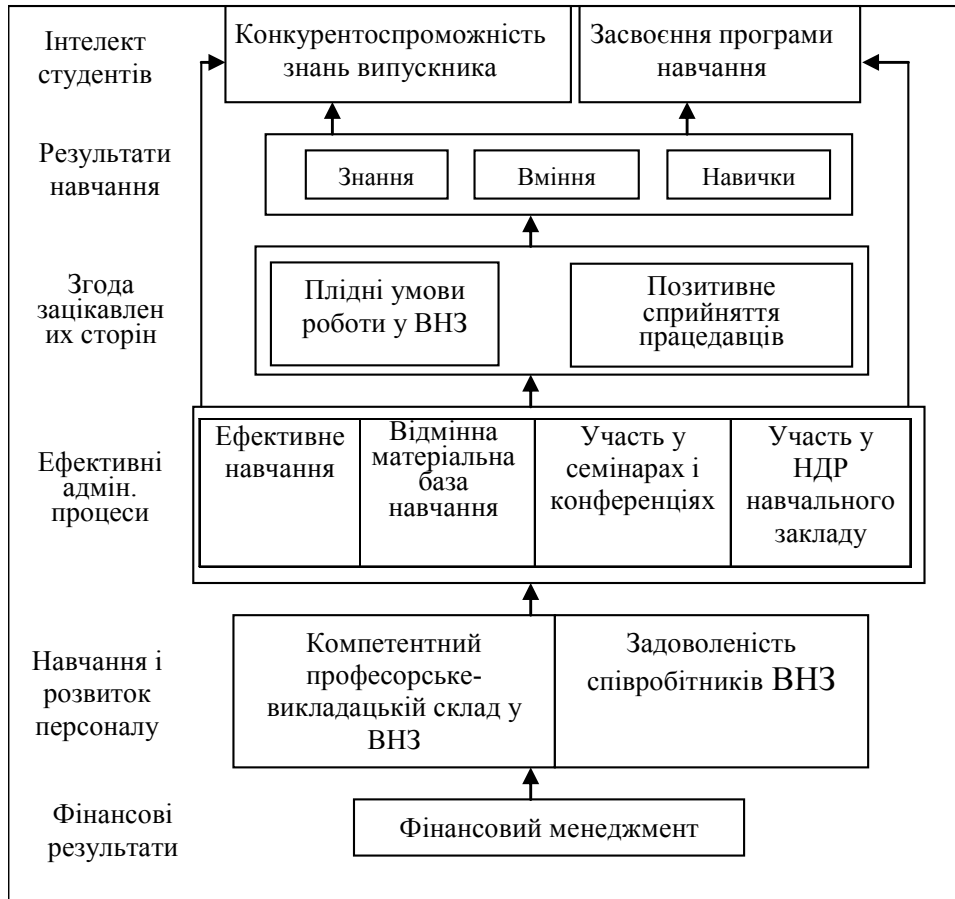 Інтелект
студентів
Конкурентоспроможність
знань випускника
Засвоєння програми
навчання
Результати
навчання
Знання
Вміння
Навички
Згода
зацікавлен
их сторін
Плідні умови
роботи у ВНЗ
Позитивне
сприйняття
працедавців
Ефективні
адмін.
процеси
Ефективне
навчання
Відмінна
матеріальна
база
навчання
Участь у
семінарах і
конференціях
Участь у
НДР
навчального
закладу
Навчання і
розвиток
персоналу
Компетентний
професорське-
викладацькій склад у
ВНЗ
Задоволеність
співробітників ВНЗ
Фінансові
результати
Фінансовий менеджмент